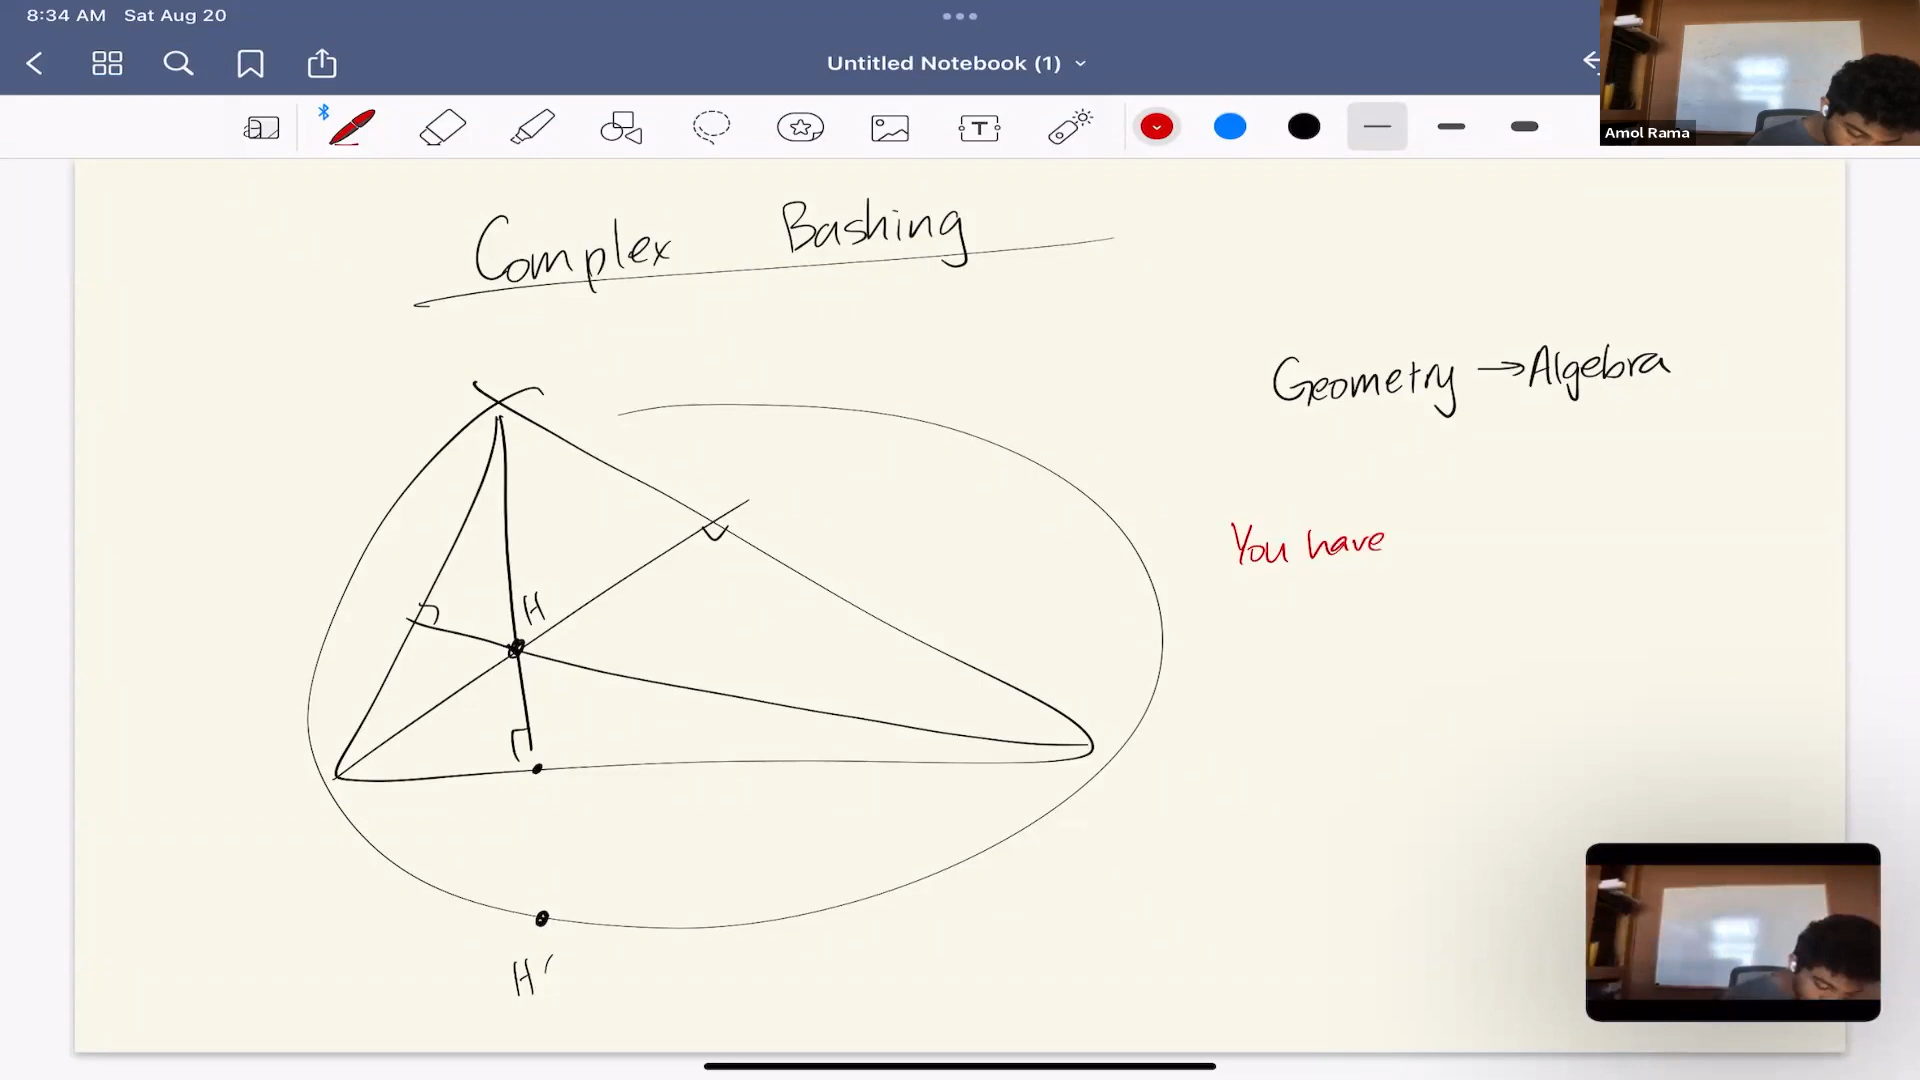 8:34 AM Sat Aug 20
Untitled Notebook (1)
Amol Rama
Complex Bashing
Geometry → Algebra
You have
H
H'